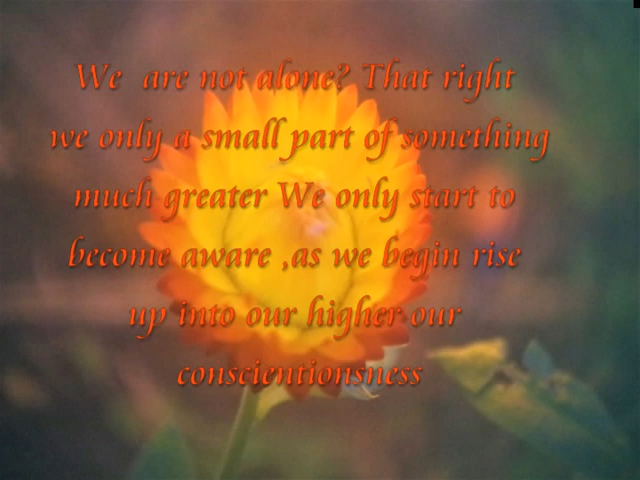 We are not alone? That right
we only a small part of something
much greater We only start to
become aware ,as we begin rise
up into our higher our
conscientionsness